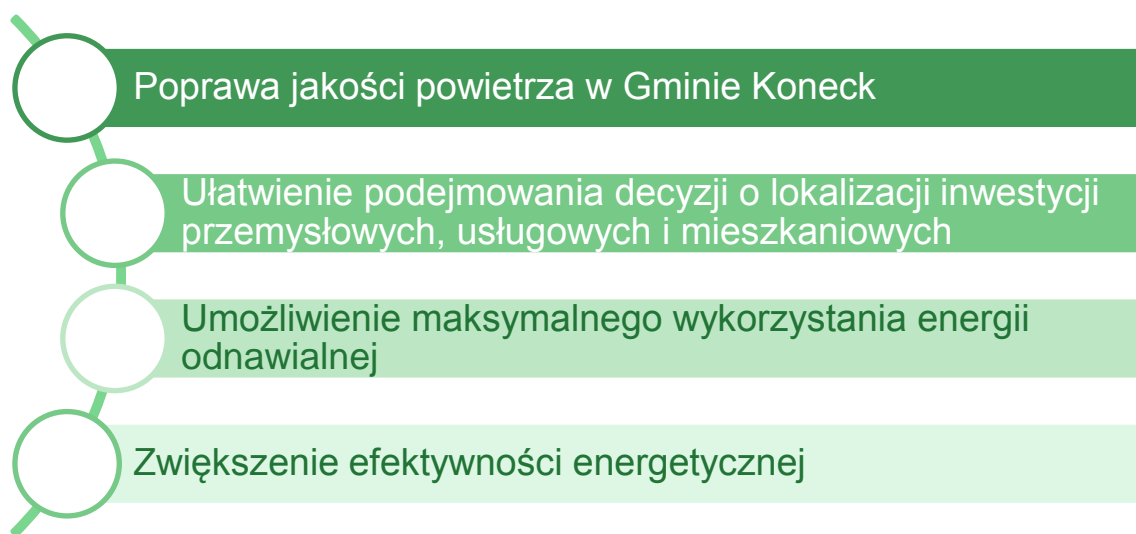 Poprawa jakości powietrza w Gminie Koneck
Ułatwienie podejmowania decyzji o lokalizacji inwestycji
przemysłowych, usługowych i mieszkaniowych
Umożliwienie maksymalnego wykorzystania energii
odnawialnej
Zwiększenie efektywności energetycznej